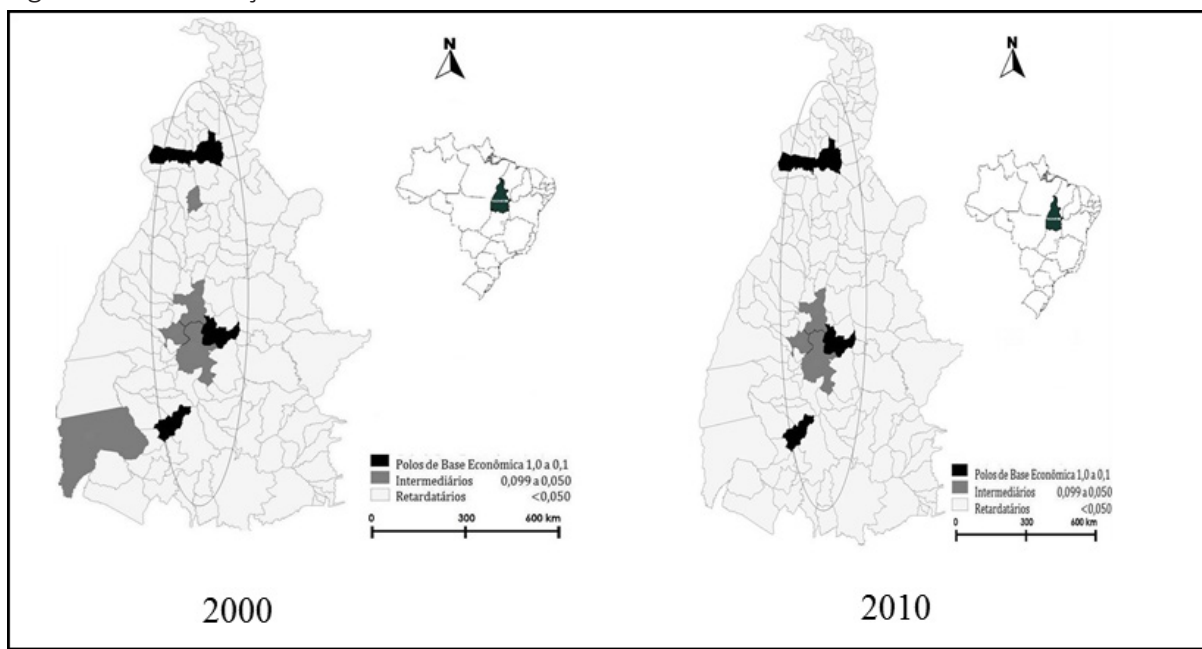 N
Polos de Base Econômica 1,0 a 0,1
Intermediários 0,099 a 0,050
Retardatários <0,050
0 300 600 km
2000
N
Polos de Base Econômica 1,0 a 0,1
Intermediários 0,099 a 0,050
Retardatários <0,050
0 300 600 km
2010